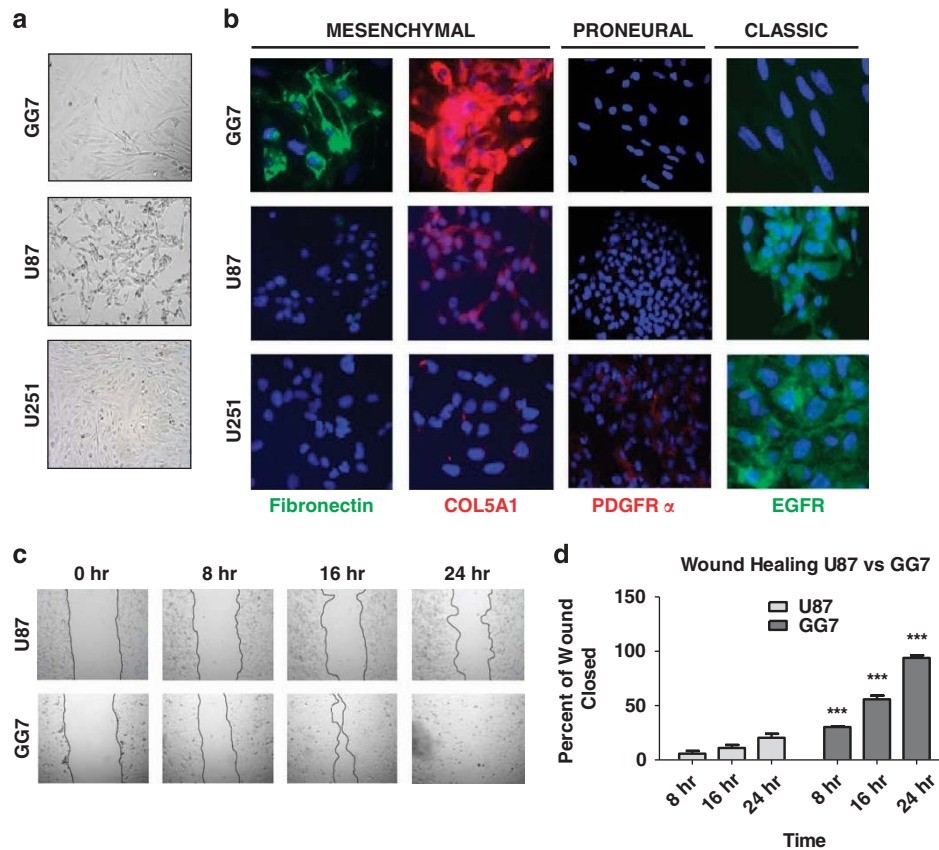 a
GG7
U87
U251
b
MESENCHYMAL PRONEURAL CLASSIC
GG7
U87
U251
Fibronectin COL5A1 PDGFR α EGFR
c
0 hr 8 hr 16 hr 24 hr
U87
GG7
d
Wound Healing U87 vs GG7
Percent of Wound
Closed
150
100
50
0
U87
GG7
***
***
***
8 hr 16 hr 24 hr 8 hr 16 hr 24 hr
Time